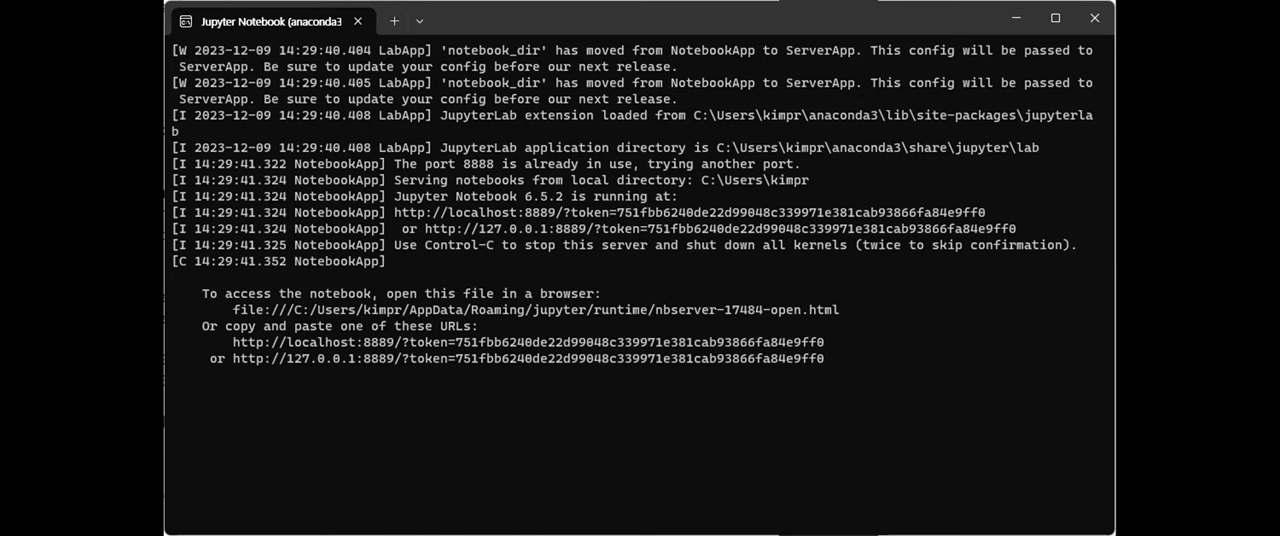 Jupyter Notebook (anaconda3
[W 2023-12-09 14:29:40.404 LabApp] 'notebook_dir' has moved from NotebookApp to ServerApp. This config will be passed to
ServerApp. Be sure to update your config before our next release.
[W 2023-12-09 14:29:40.405 LabApp] 'notebook_dir' has moved from NotebookApp to ServerApp. This config will be passed to
ServerApp. Be sure to update your config before our next release.
[I 2023-12-09 14:29:40.408 LabApp] JupyterLab extension loaded from C:\Users\kimpr\anaconda3\lib\site-packages\jupyterla
b
[I 2023-12-09 14:29:40.408 LabApp] JupyterLab application directory is C:\Users\kimpr\anaconda3\share\jupyter\lab
[I 14:29:41.322 NotebookApp] The port 8888 is already in use, trying another port.
[I 14:29:41.324 NotebookApp] Serving notebooks from local directory: C:\Users\kimpr
[I 14:29:41.324 NotebookApp] Jupyter Notebook 6.5.2 is running at:
[I 14:29:41.324 NotebookApp] http://localhost:8889/?token=751fbb6240de22d99048c339971e381cab93866fa84e9ff0
[I 14:29:41.324 NotebookApp]  or http://127.0.0.1:8889/?token=751fbb6240de22d99048c339971e381cab93866fa84e9ff0
[I 14:29:41.325 NotebookApp] Use Control-C to stop this server and shut down all kernels (twice to skip confirmation).
[C 14:29:41.352 NotebookApp]
To access the notebook, open this file in a browser:
file:///C:/Users/kimpr/AppData/Roaming/jupyter/runtime/nbserver-17484-open.html
Or copy and paste one of these URLs:
http://localhost:8889/?token=751fbb6240de22d99048c339971e381cab93866fa84e9ff0
or http://127.0.0.1:8889/?token=751fbb6240de22d99048c339971e381cab93866fa84e9ff0